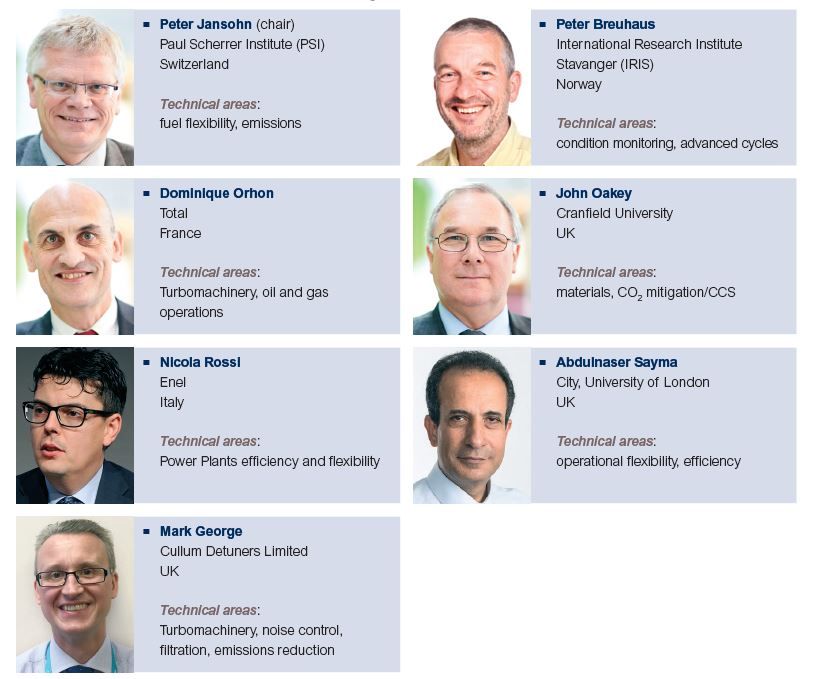 Peter Jansohn (chair)
Paul Scherrer Institute (PSI)
Switzerland
Technical areas:
fuel flexibility, emissions
Peter Breuhaus
International Research Institute
Stavanger (IRIS)
Norway
Technical areas:
condition monitoring, advanced cycles
Dominique Orhon
Total
France
Technical areas:
Turbomachinery, oil and gas
operations
John Oakey
Cranfield University
UK
Technical areas:
materials, CO2 mitigation/CCS
Nicola Rossi
Enel
Italy
Technical areas:
Power Plants efficiency and flexibility
Abdulnaser Sayma
City, University of London
UK
Technical areas:
operational flexibility, efficiency
Mark George
Cullum Detuners Limited
UK
Technical areas:
Turbomachinery, noise control,
filtration, emissions reduction